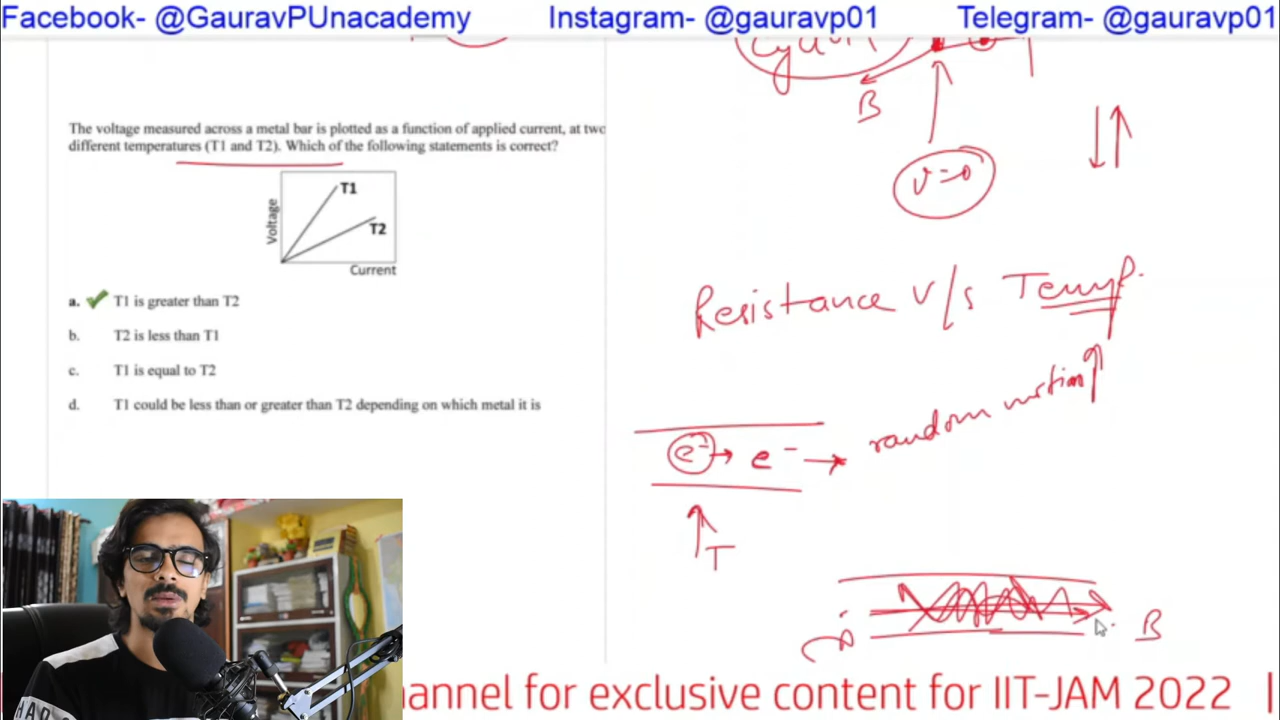 Facebook- @GauravPUnacademy Instagram- @gauravp01 Telegram- @gauravp01
The voltage measured across a metal bar is plotted as a function of applied current, at two
different temperatures (T1 and T2). Which of the following statements is correct?
T1
T2
Voltage
Current
a. T1 is greater than T2
b. T2 is less than T1
c. T1 is equal to T2
d. T1 could be less than or greater than T2 depending on which metal it is
B
v=0
Resistance v/s Temp.
random motion
e⁻ → e⁻ →
T
B
hannel for exclusive content for IIT-JAM 2022 |